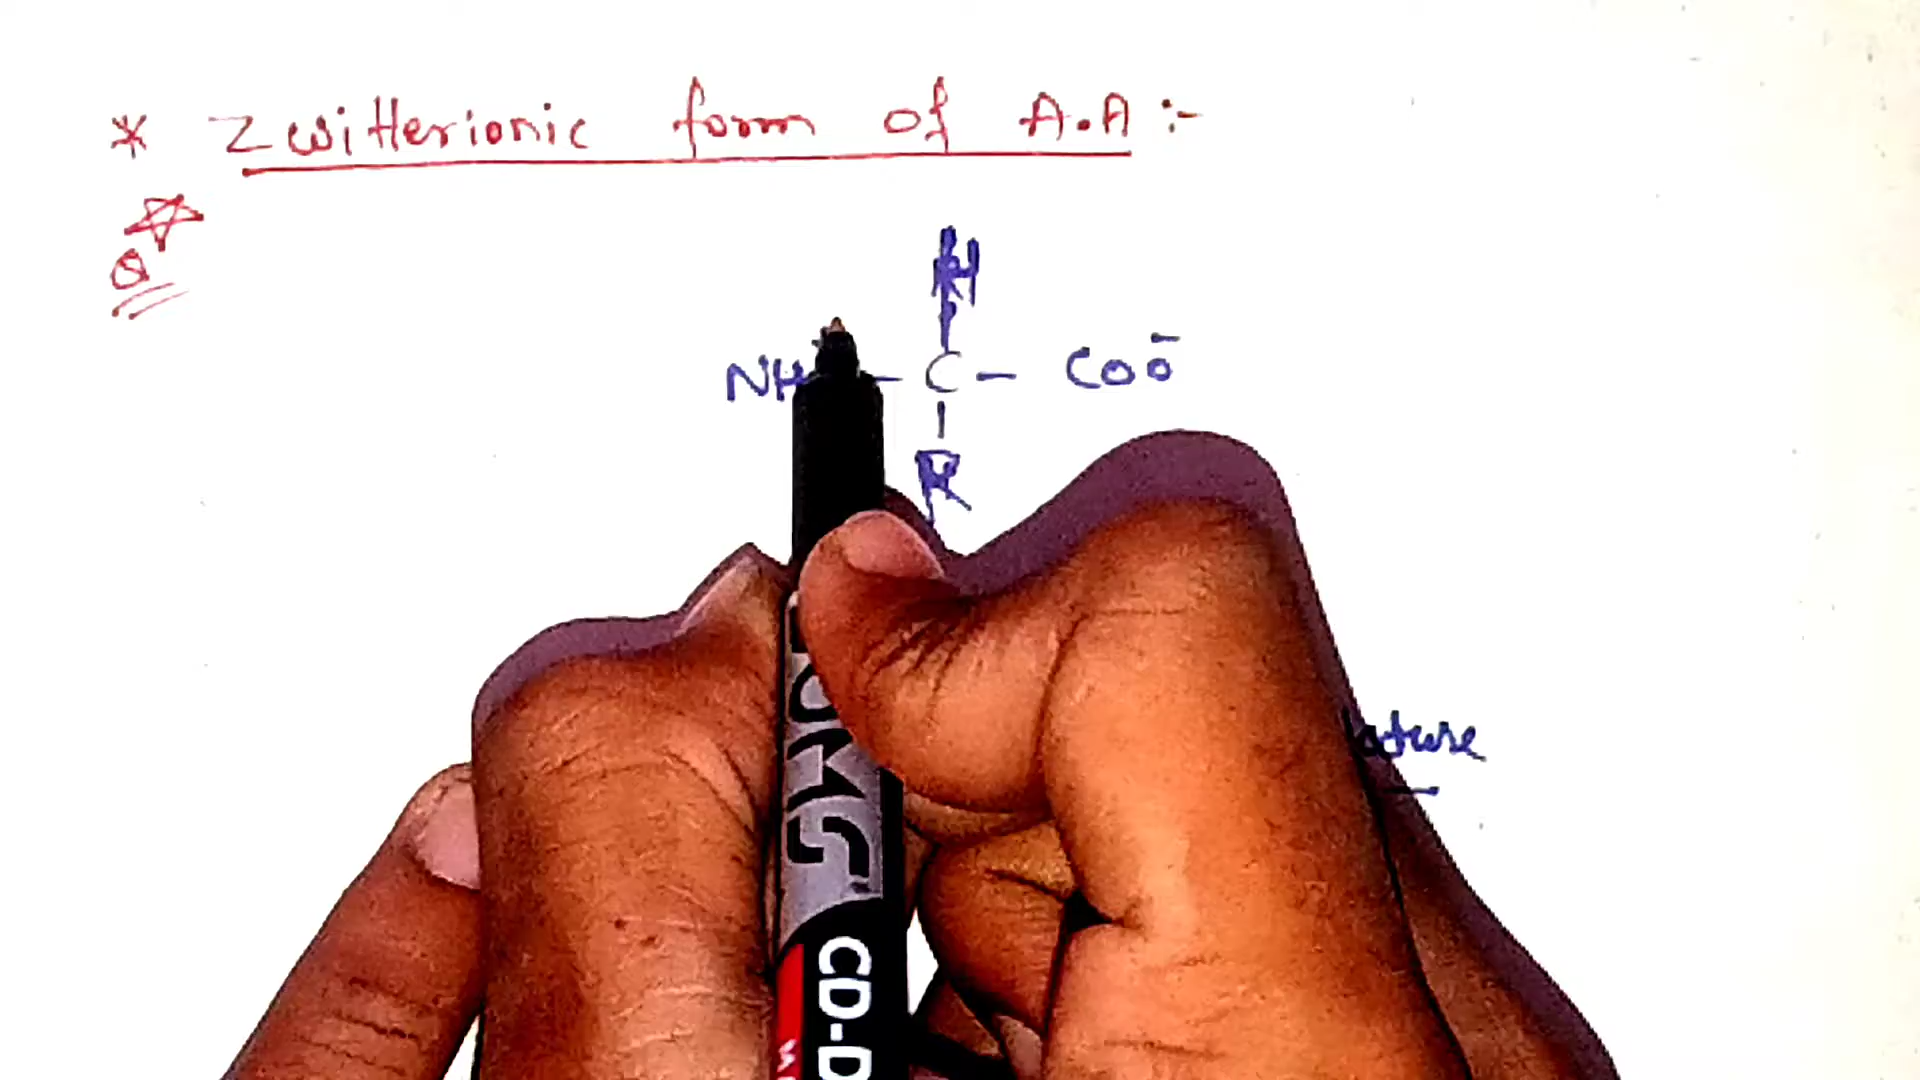 * Zwitterionic form of A.A :-
Q
H
NH - C - COO⁻
R
CD-D